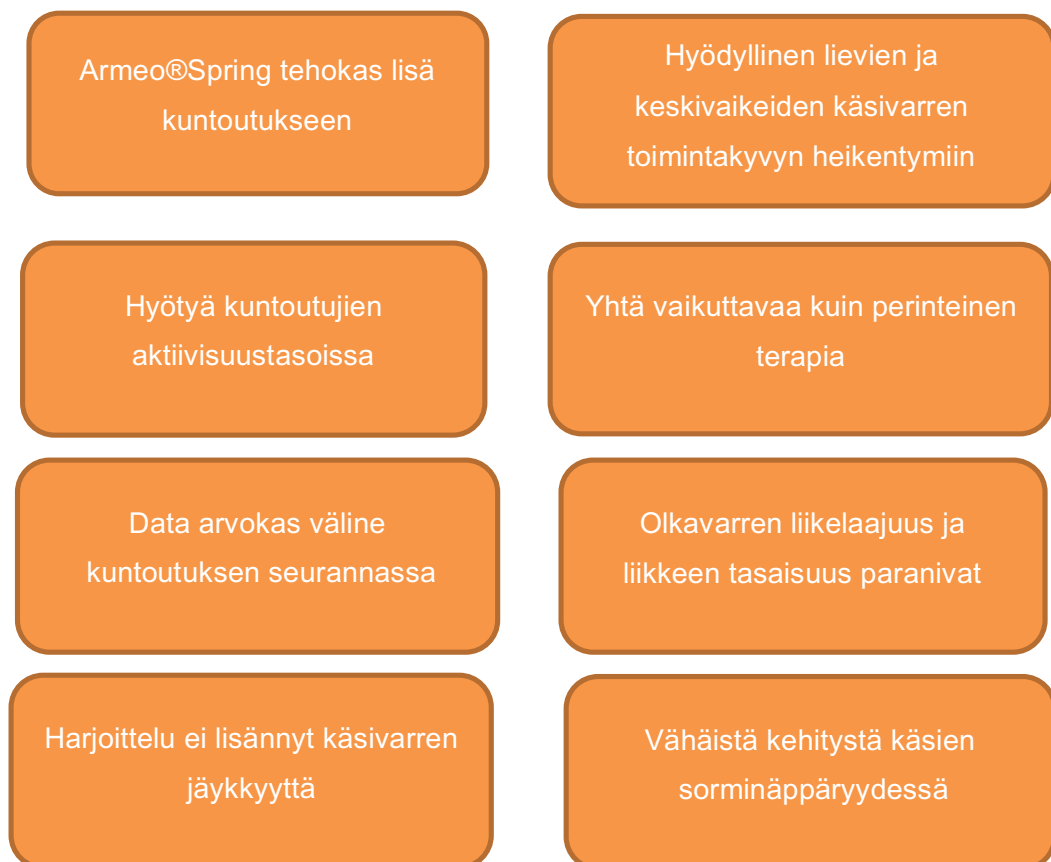 Armeo®Spring tehokas lisä
kuntoutukseen
Hyödyllinen lievien ja
keskivaikeiden käsivarren
toimintakyvyn heikentymiin
Hyötyä kuntoutujien
aktiivisuustasoissa
Yhtä vaikuttavaa kuin perinteinen
terapia
Data arvokas väline
kuntoutuksen seurannassa
Olkavarren liikelaajuus ja
liikkeen tasaisuus paranivat
Harjoittelu ei lisännyt käsivarren
jäykkyyttä
Vähäistä kehitystä käsien
sorminäppäryydessä